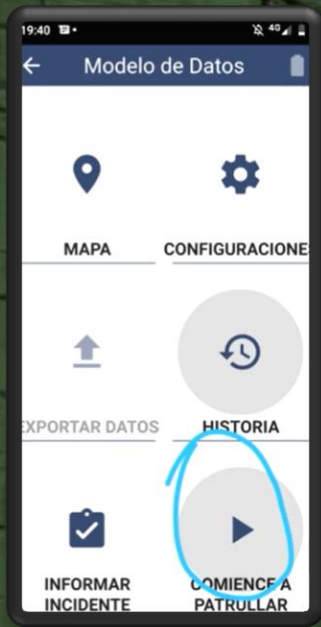 19:40
4G
Modelo de Datos
MAPA
CONFIGURACIONE
EXPORTAR DATOS
HISTORIA
INFORMAR
INCIDENTE
COMIENCE A
PATRULLAR